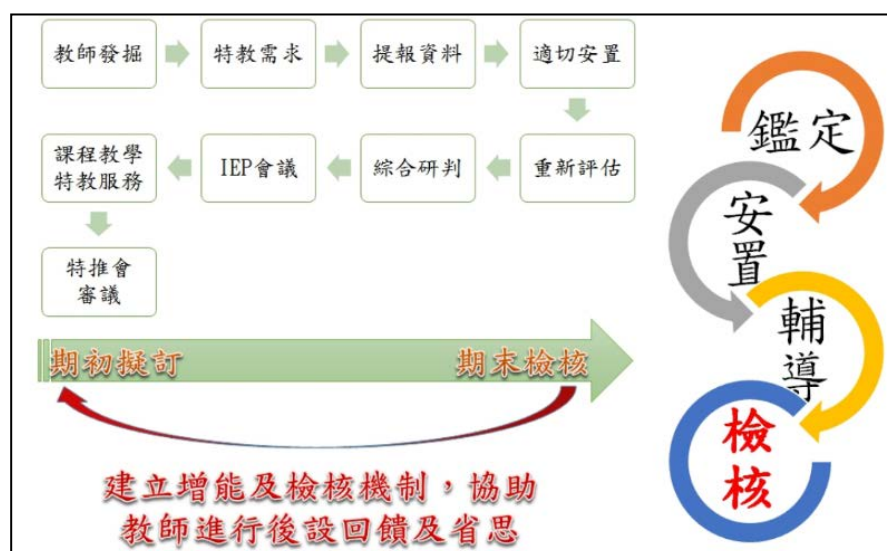 教師發掘
特教需求
提報資料
適切安置
重新評估
綜合研判
IEP會議
課程教學
特教服務
特推會
審議
期初擬訂
期末檢核
建立增能及檢核機制，協助
教師進行後設回饋及省思
鑑定
安置
輔導
檢核